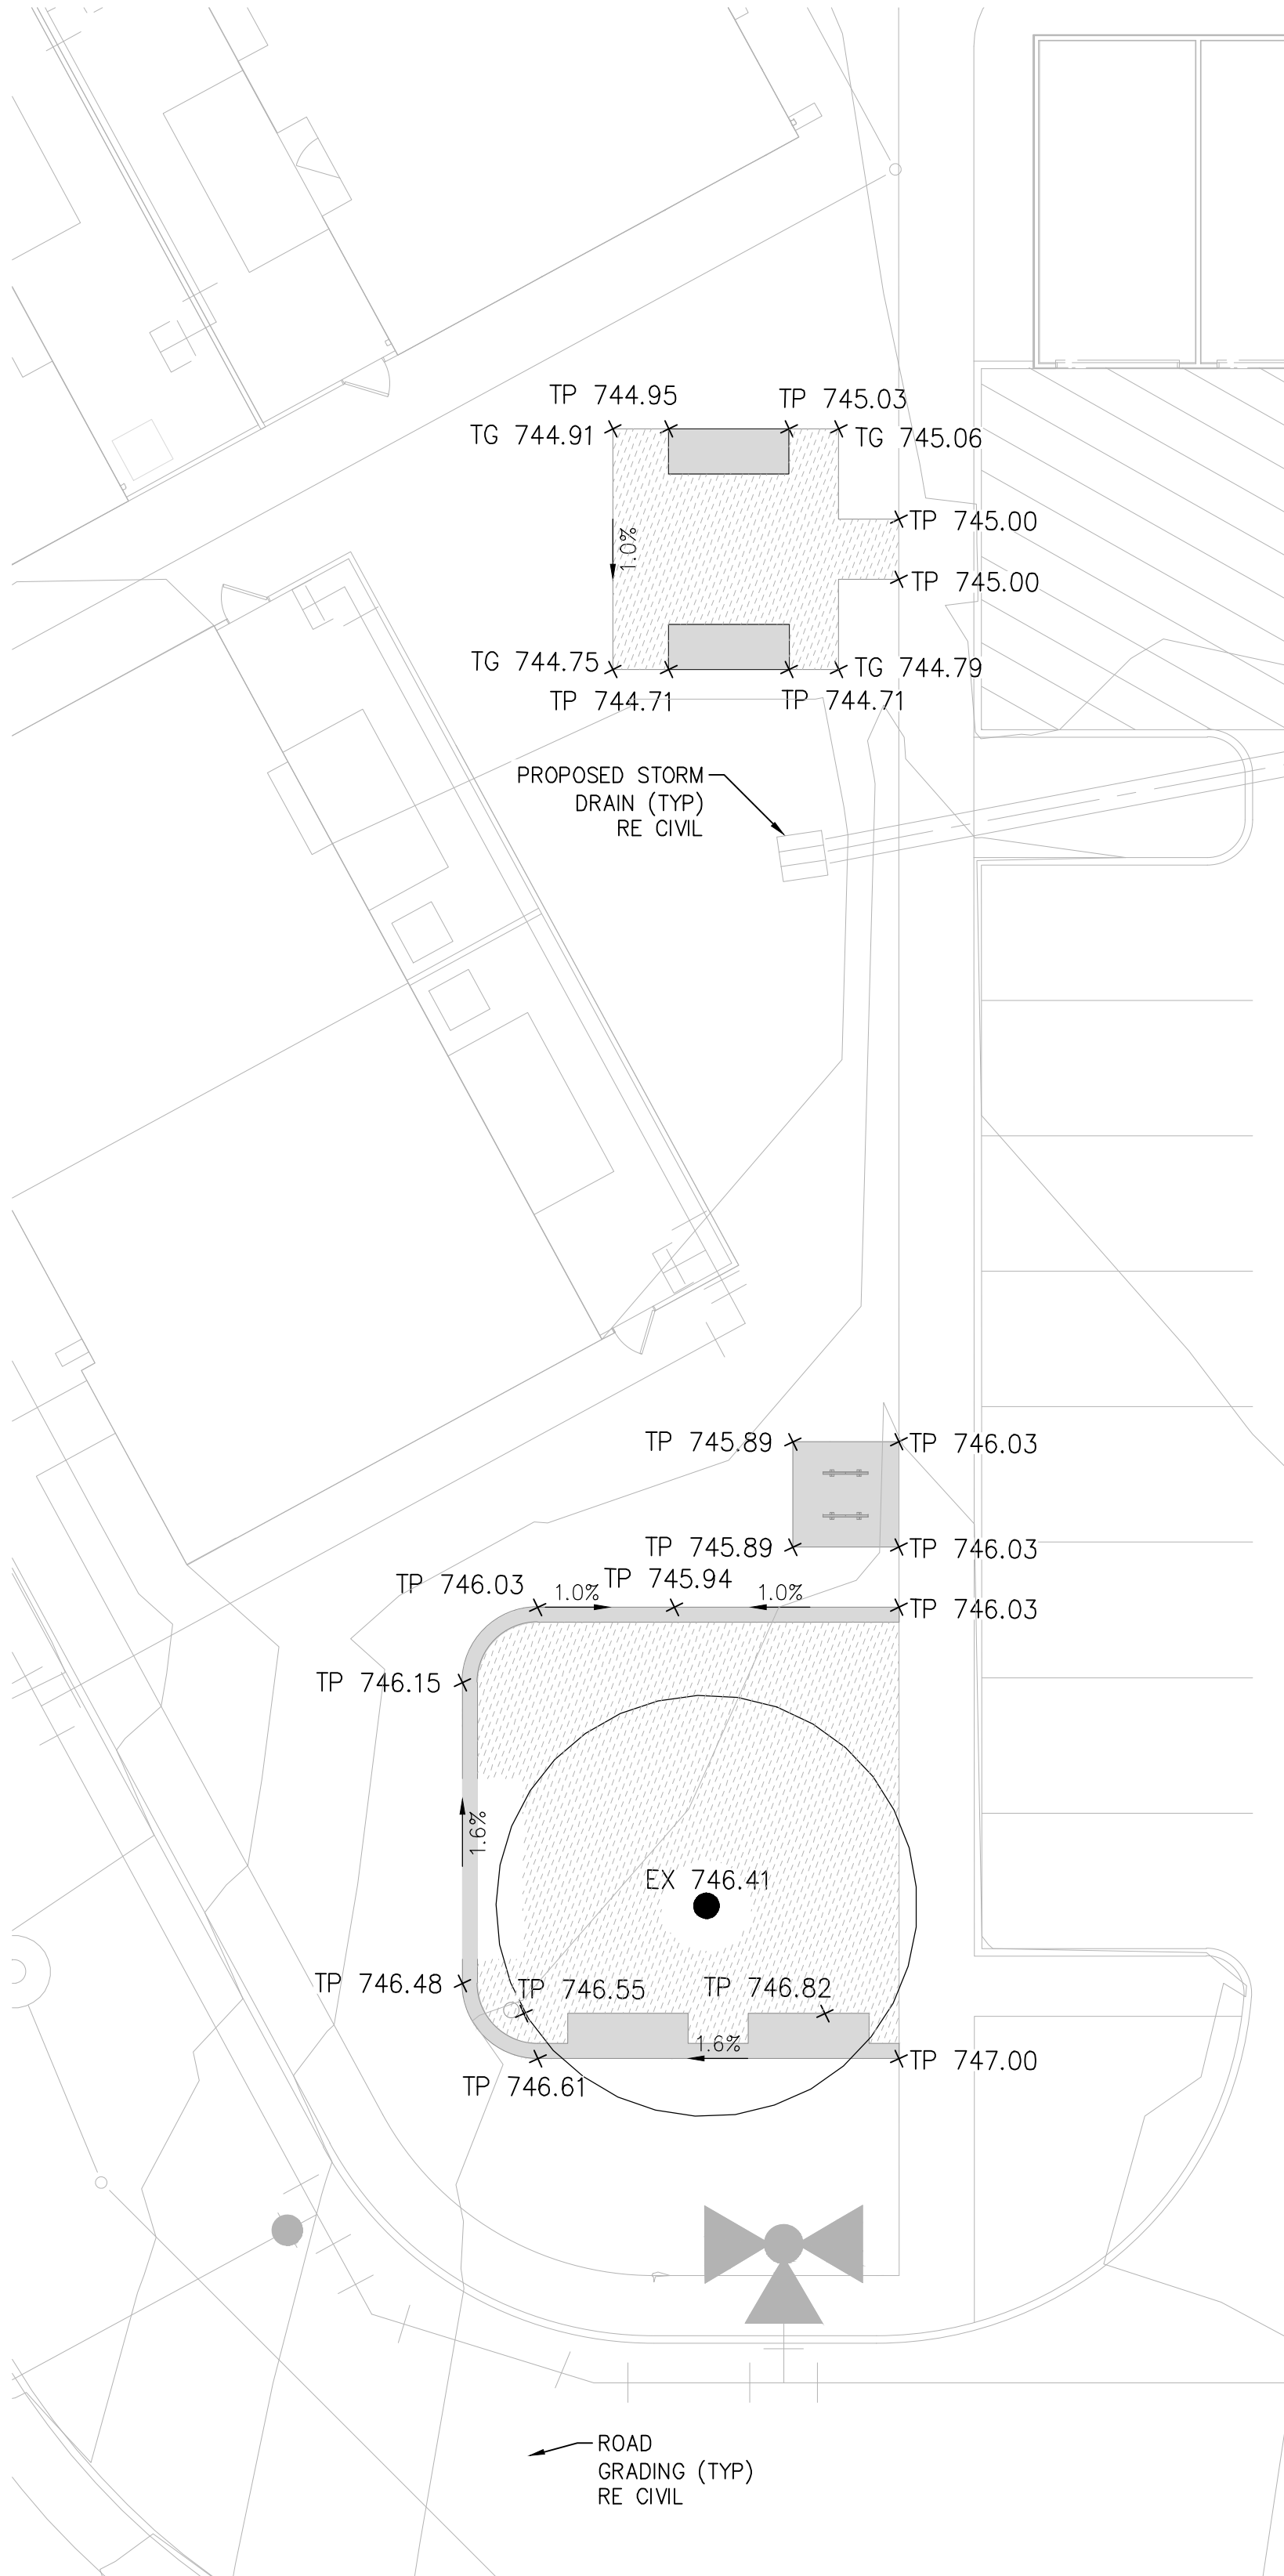 TP 744.95
TP 745.03
TG 744.91
TG 745.06
TP 745.00
1.0%
TP 745.00
TG 744.75
TG 744.79
TP 744.71
TP 744.71
PROPOSED STORM
DRAIN (TYP)
RE CIVIL
TP 745.89
TP 746.03
TP 745.89
TP 746.03
TP 746.03
1.0%
TP 745.94
1.0%
TP 746.03
TP 746.15
1.6%
EX 746.41
TP 746.48
TP 746.55
TP 746.82
1.6%
TP 747.00
TP 746.61
ROAD
GRADING (TYP)
RE CIVIL